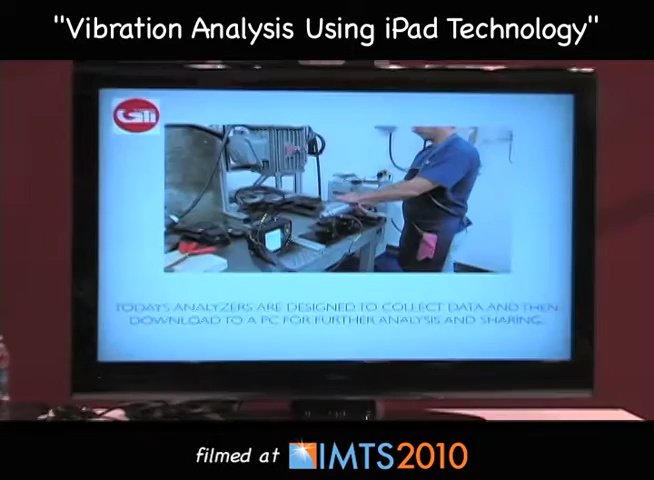 "Vibration Analysis Using iPad Technology"
GTI
TODAYS ANALYZERS ARE DESIGNED TO COLLECT DATA AND THEN
DOWNLOAD TO A PC FOR FURTHER ANALYSIS AND SHARING.
filmed at IMTS2010